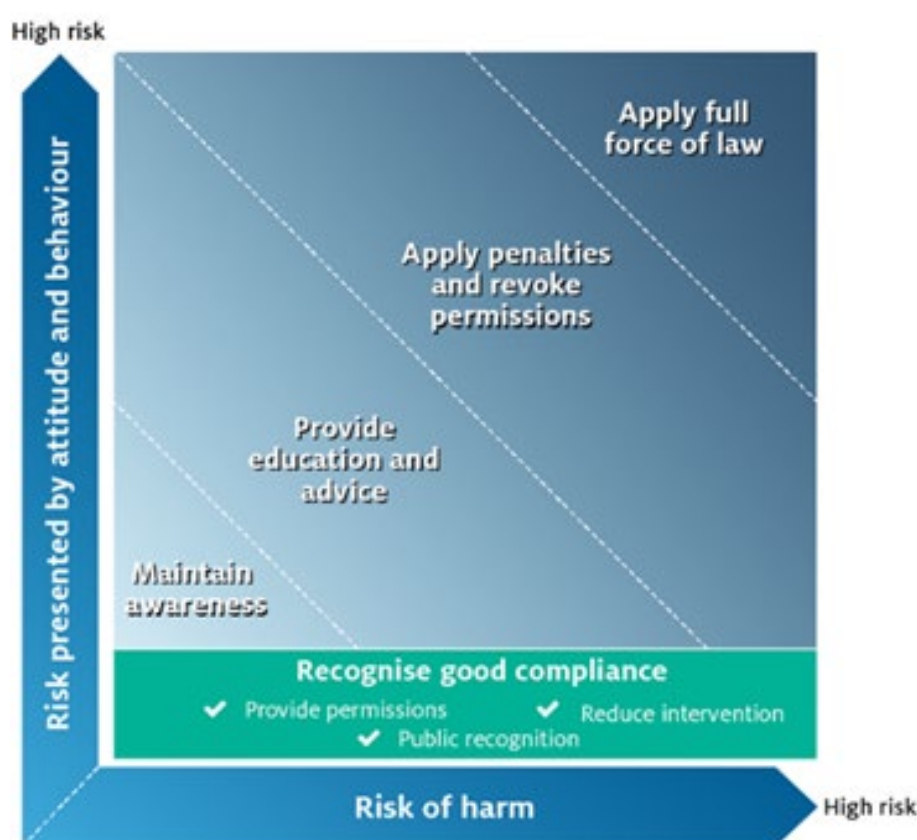 High risk
Risk presented by attitude and behaviour
Apply full
force of law
Apply penalties
and revoke
permissions
Provide
education and
advice
Maintain
awareness
Recognise good compliance
Provide permissions
Reduce intervention
Public recognition
Risk of harm
High risk